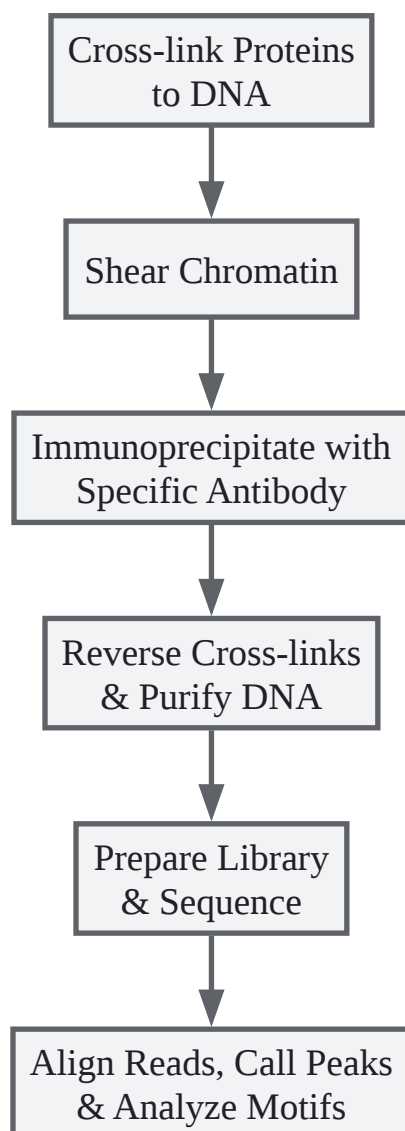 Cross-link Proteins
to DNA
Shear Chromatin
Immunoprecipitate with
Specific Antibody
Reverse Cross-links
& Purify DNA
Prepare Library
& Sequence
Align Reads, Call Peaks
& Analyze Motifs